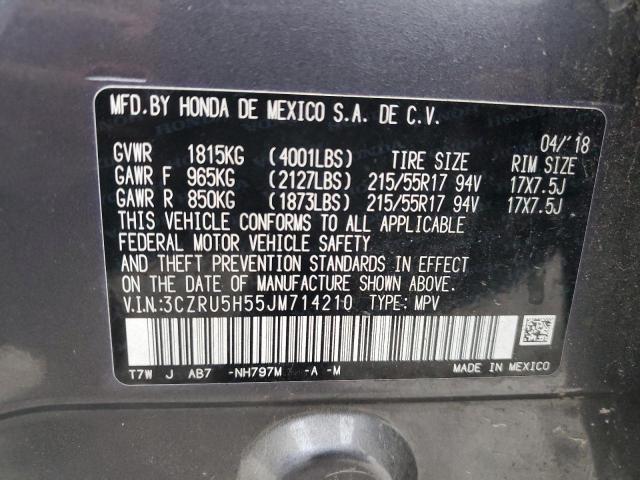 MFD.BY HONDA DE MEXICO S.A. DE C.V.
04/'18
GVWR 1815KG (4001LBS) TIRE SIZE RIM SIZE
GAWR F 965KG (2127LBS) 215/55R17 94V 17X7.5J
GAWR R 850KG (1873LBS) 215/55R17 94V 17X7.5J
THIS VEHICLE CONFORMS TO ALL APPLICABLE
FEDERAL MOTOR VEHICLE SAFETY
AND THEFT PREVENTION STANDARDS IN EFFECT
ON THE DATE OF MANUFACTURE SHOWN ABOVE.
V.IN:3CZRU5H55JM714210 TYPE: MPV
T7W J AB7 -NH797M -A -M
MADE IN MEXICO